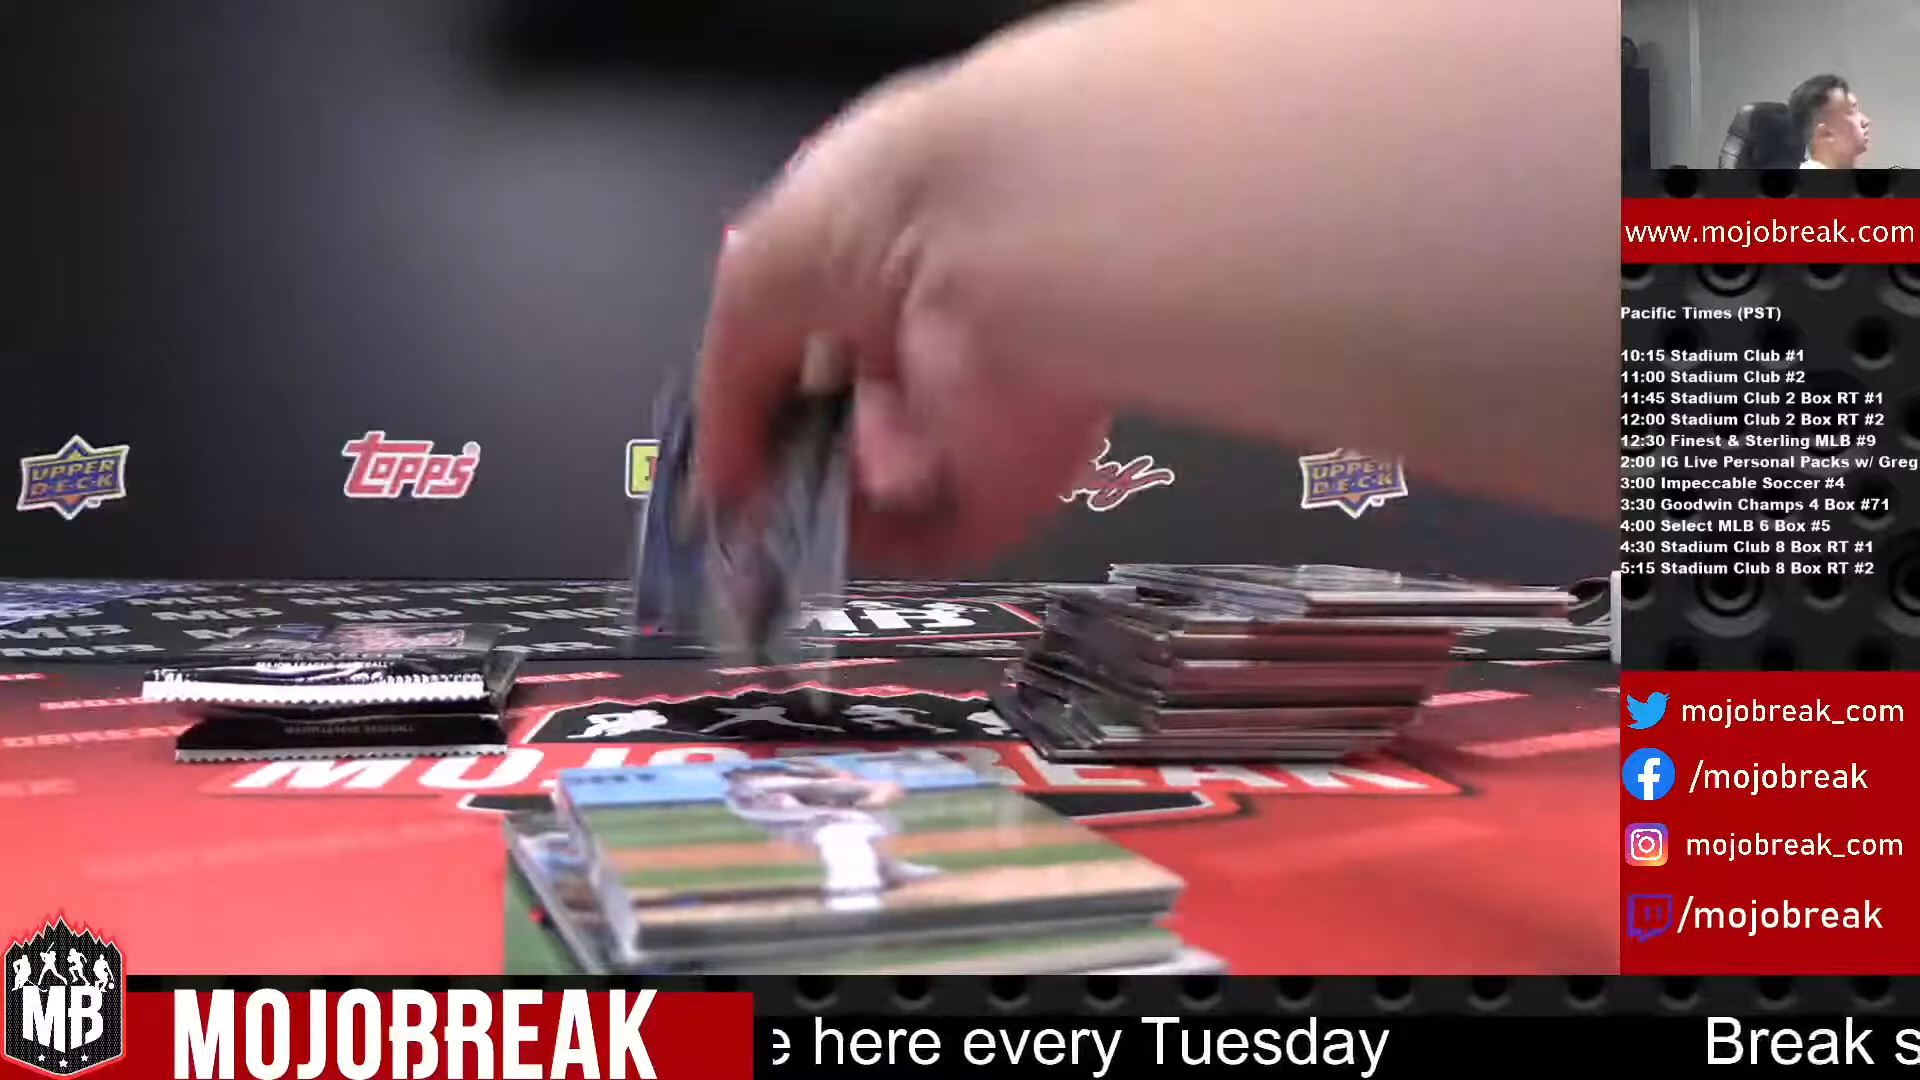 www.mojobreak.com
Pacific Times (PST)
10:15 Stadium Club #1
11:00 Stadium Club #2
11:45 Stadium Club 2 Box RT #1
12:00 Stadium Club 2 Box RT #2
12:30 Finest & Sterling MLB #9
2:00 IG Live Personal Packs w/ Greg
3:00 Impeccable Soccer #4
3:30 Goodwin Champs 4 Box #71
4:00 Select MLB 6 Box #5
4:30 Stadium Club 8 Box RT #1
5:15 Stadium Club 8 Box RT #2
UPPER
DECK
TOPPS
UPPER
DECK
MB
MAJOR LEAGUE BASEBALL
MOJOBREAK
mojobreak_com
/mojobreak
mojobreak_com
/mojobreak
MB
MOJOBREAK
e here every Tuesday
Break s